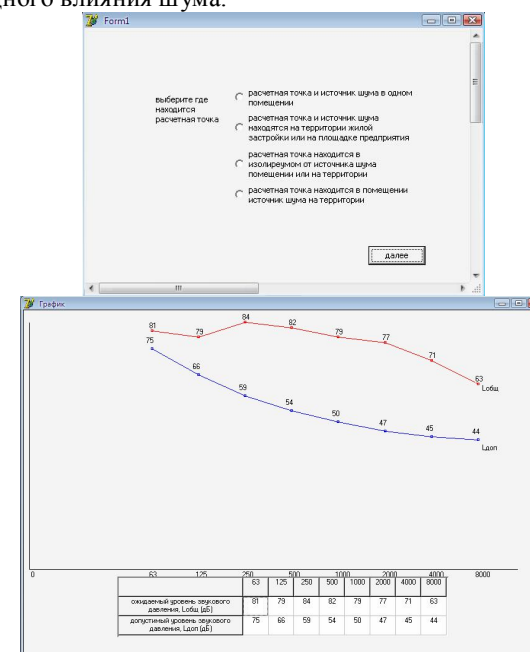 дного влияния шума.
Form1
выберите где
находится
расчетная точка
расчетная точка и источник шума в одном
помещении
расчетная точка и источник шума
находятся на территории жилой
застройки или на площадке предприятия
расчетная точка находится в
изолиреумом от источника шума
помещении или на территории
расчетная точка находится в помещении
источник шума на территории
далее
График
81 79 84 82 79 77 71 63
Lобщ
75 66 59 54 50 47 45 44
Lдоп
0 63 125 250 500 1000 2000 4000 8000
63 125 250 500 1000 2000 4000 8000
ожидаемый уровень звукового
давления, Lобщ (дБ)
81 79 84 82 79 77 71 63
допустимый уровень звукового
давления, Lдоп (дБ)
75 66 59 54 50 47 45 44